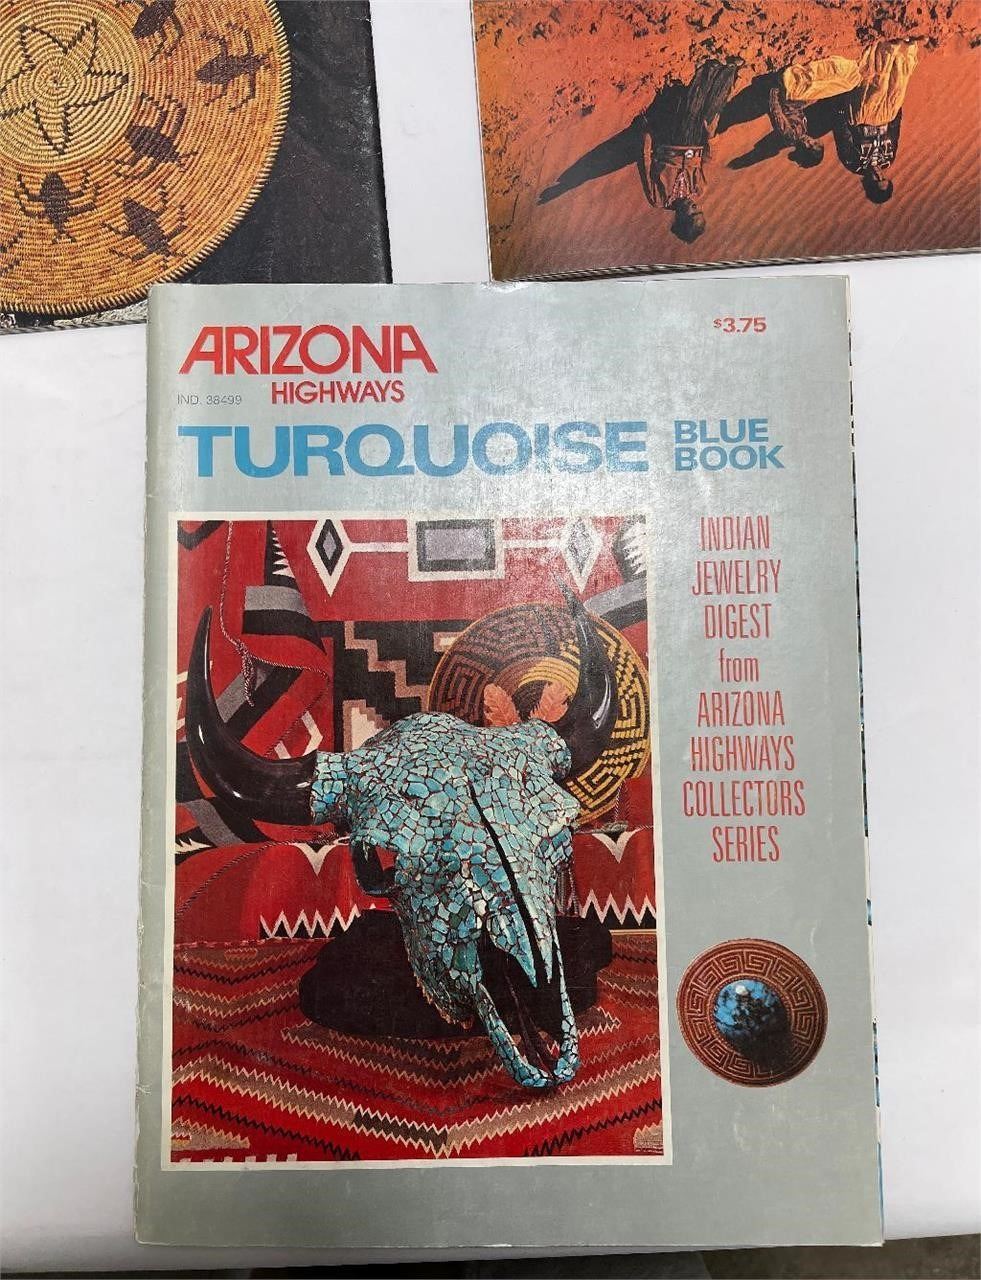 ARIZONA
HIGHWAYS
$3.75
IND. 38499
TURQUOISE
BLUE
BOOK
INDIAN
JEWELRY
DIGEST
from
ARIZONA
HIGHWAYS
COLLECTORS
SERIES